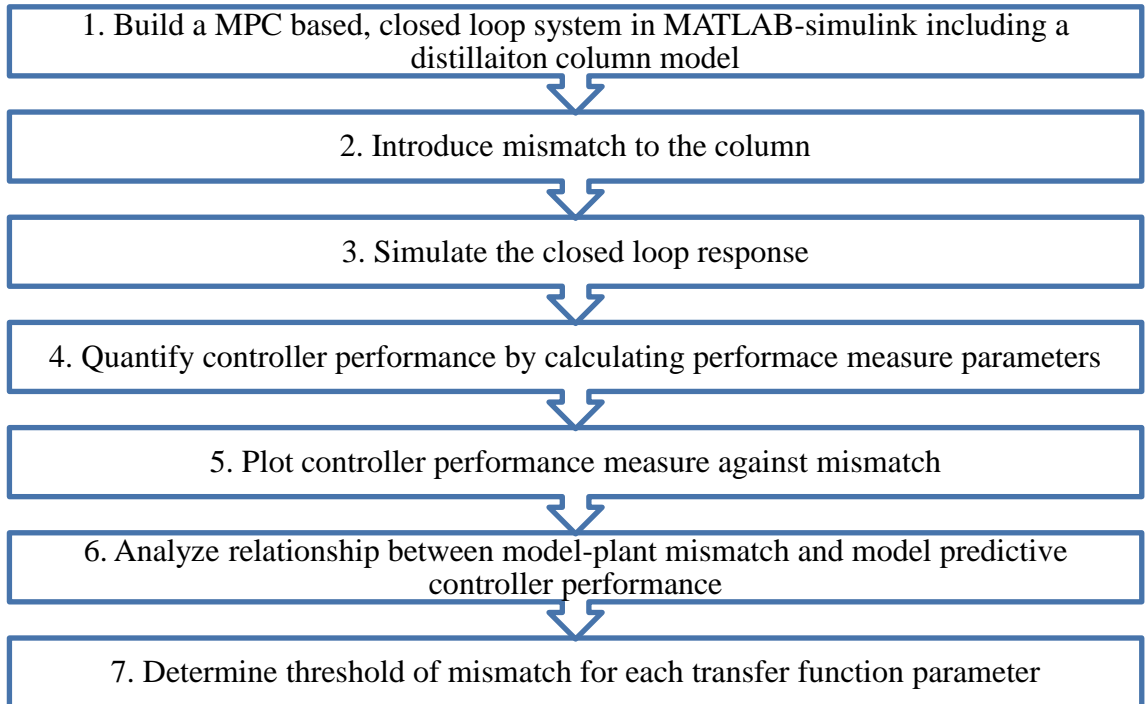 1. Build a MPC based, closed loop system in MATLAB-simulink including a
distillaiton column model
2. Introduce mismatch to the column
3. Simulate the closed loop response
4. Quantify controller performance by calculating performace measure parameters
5. Plot controller performance measure against mismatch
6. Analyze relationship between model-plant mismatch and model predictive
controller performance
7. Determine threshold of mismatch for each transfer function parameter